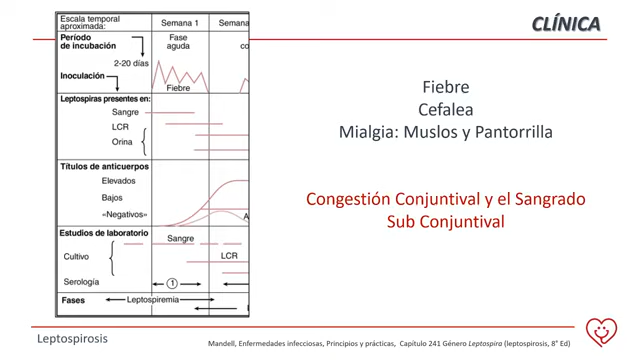 CLÍNICA
Escala temporal
aproximada:
Semana 1
Semana
Período
de incubación
Fase
aguda
co
2-20 días
Inoculación
Fiebre
Leptospiras presentes en:
Sangre
LCR
Orina
Títulos de anticuerpos
Elevados
Bajos
«Negativos»
A
Estudios de laboratorio
Sangre
Cultivo
LCR
Serología
1
Fases
Leptospiremia
Fiebre
Cefalea
Mialgia: Muslos y Pantorrilla
Congestión Conjuntival y el Sangrado
Sub Conjuntival
Leptospirosis
Mandell, Enfermedades infecciosas, Principios y prácticas, Capítulo 241 Género Leptospira (leptospirosis, 8° Ed)